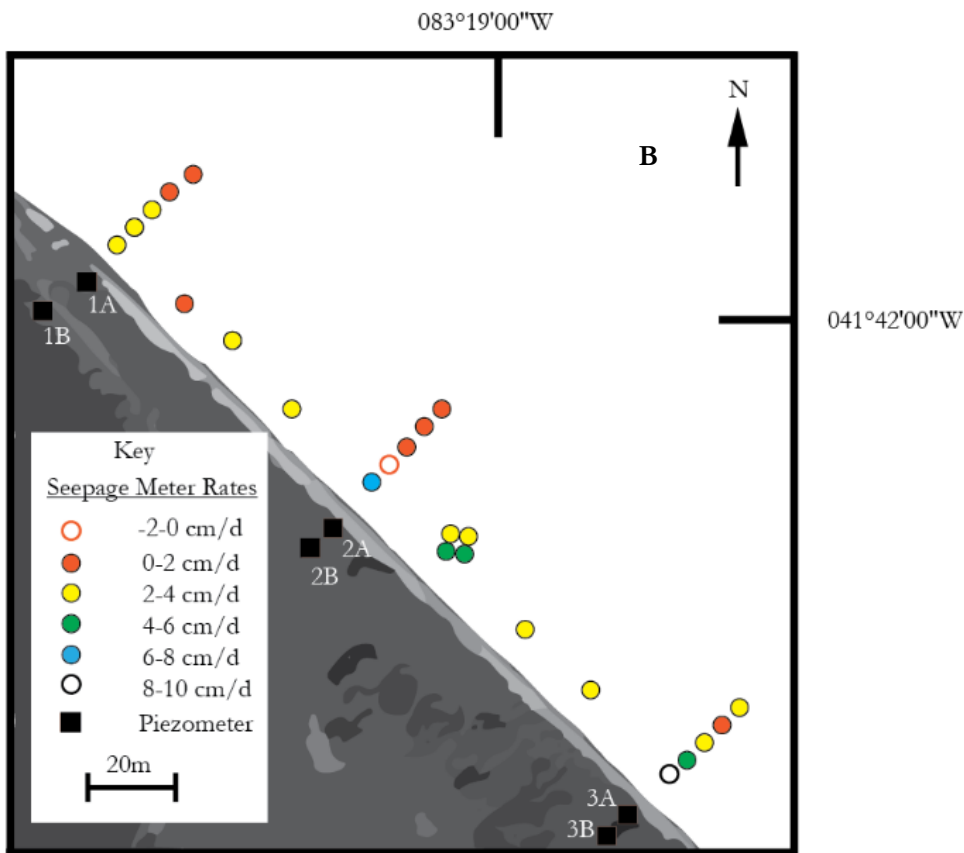 083°19'00"W
N
B
1A
1B
041°42'00"W
Key
Seepage Meter Rates
-2-0 cm/d
0-2 cm/d
2-4 cm/d
4-6 cm/d
6-8 cm/d
8-10 cm/d
Piezometer
20m
2A
2B
3A
3B